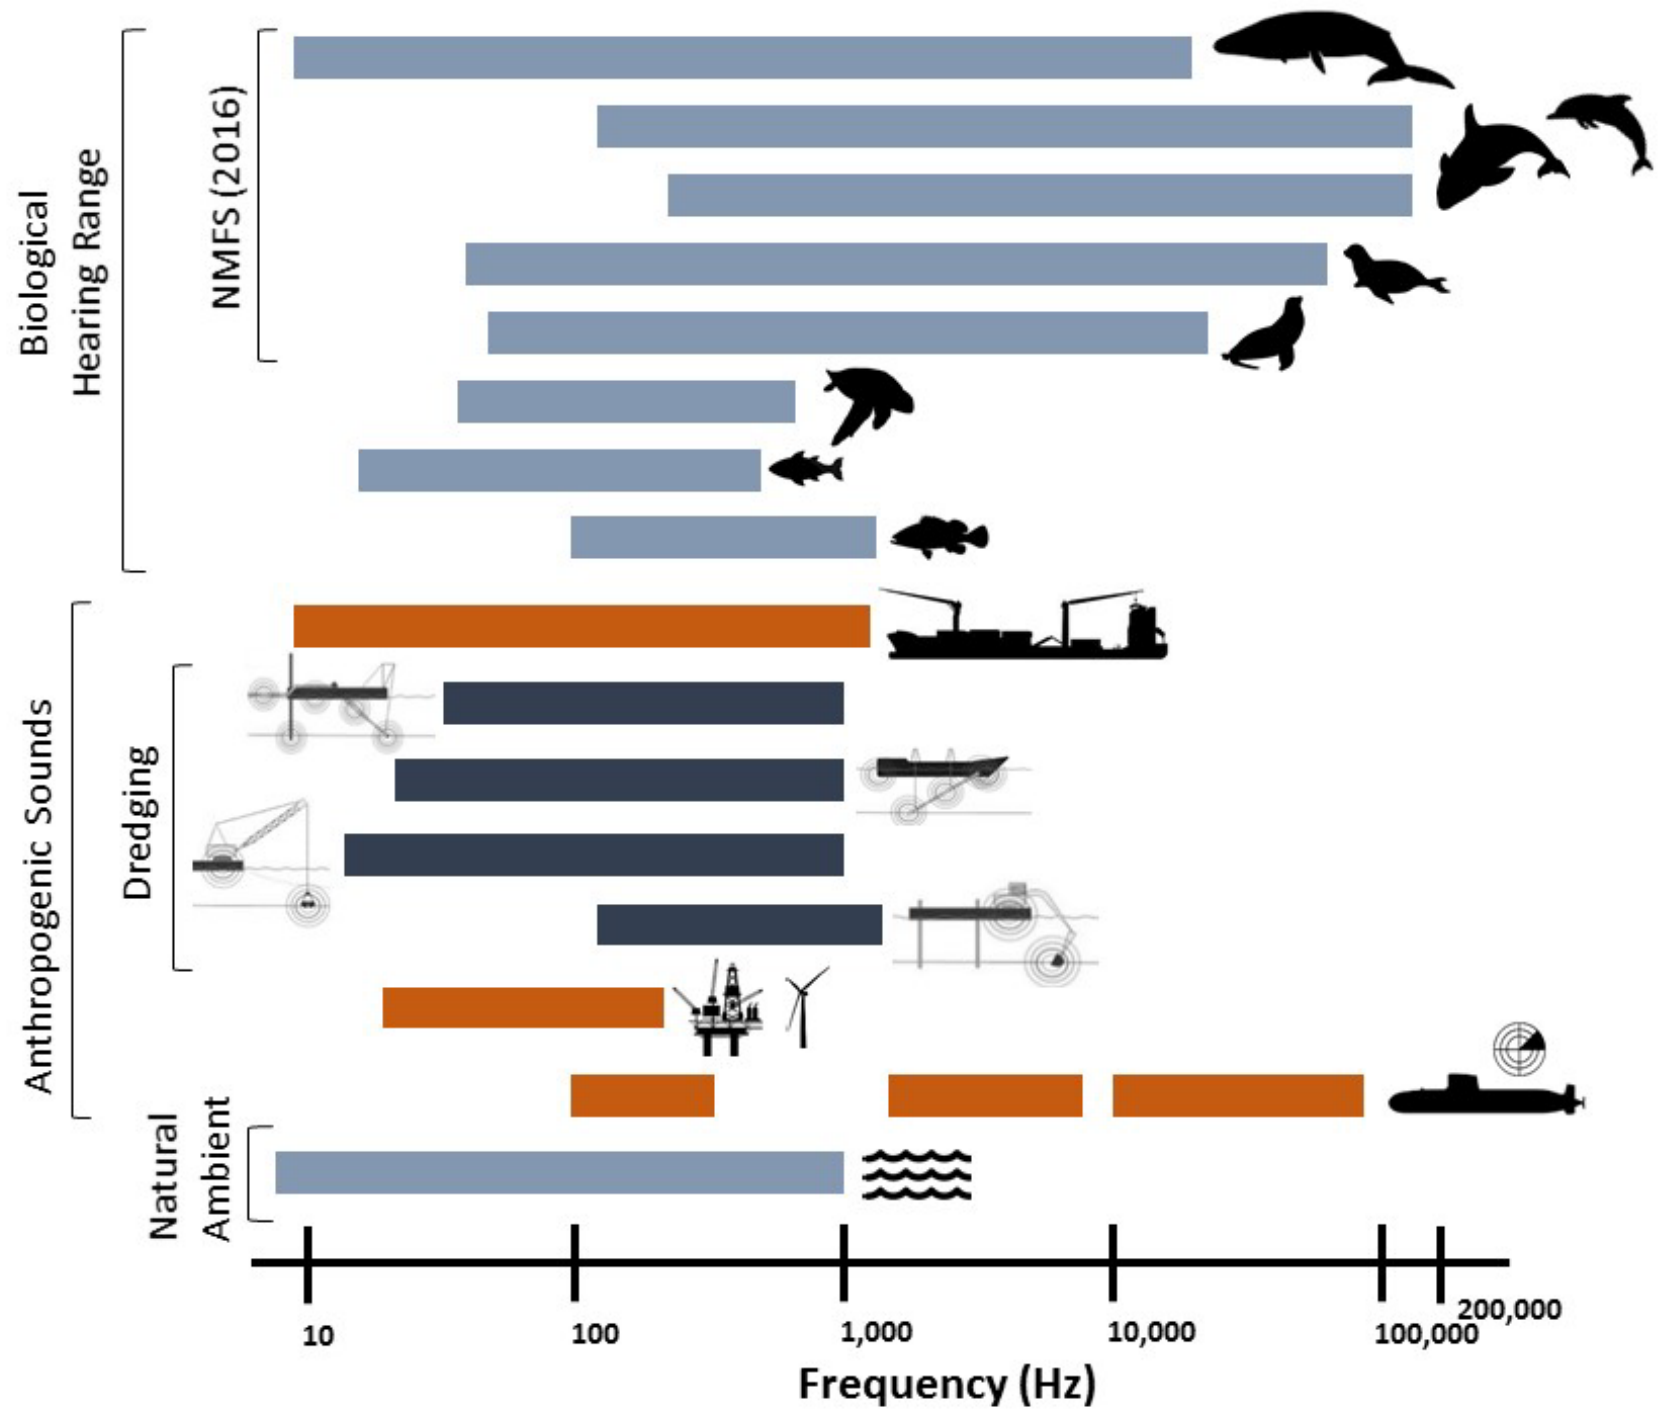 Biological
Hearing Range
NMFS (2016)
Anthropogenic Sounds
Dredging
Natural
Ambient
10
100
1,000
10,000
100,000
200,000
Frequency (Hz)